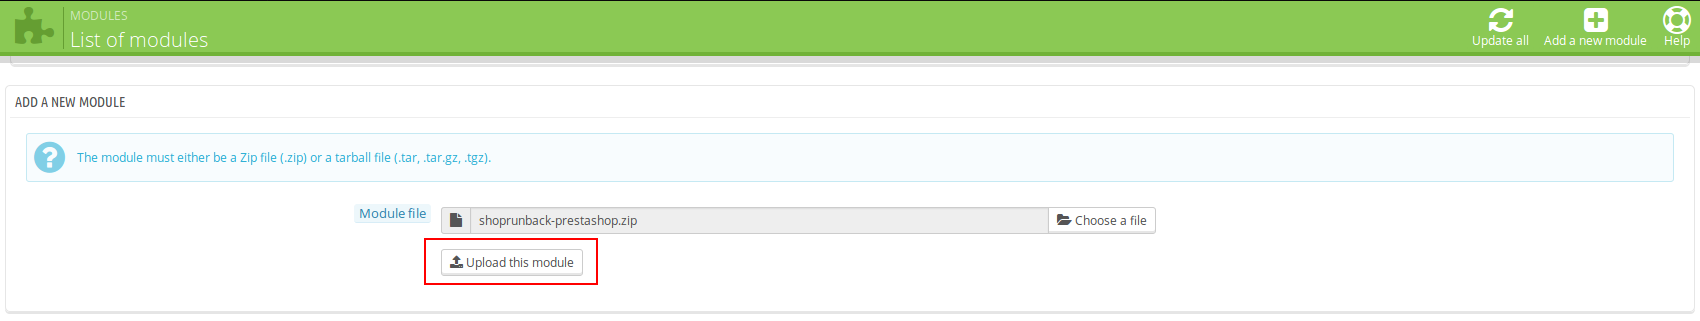 MODULES
List of modules
Update all
Add a new module
Help
ADD A NEW MODULE
The module must either be a Zip file (.zip) or a tarball file (.tar, .tar.gz, .tgz).
Module file
shoprunback-prestashop.zip
Choose a file
Upload this module